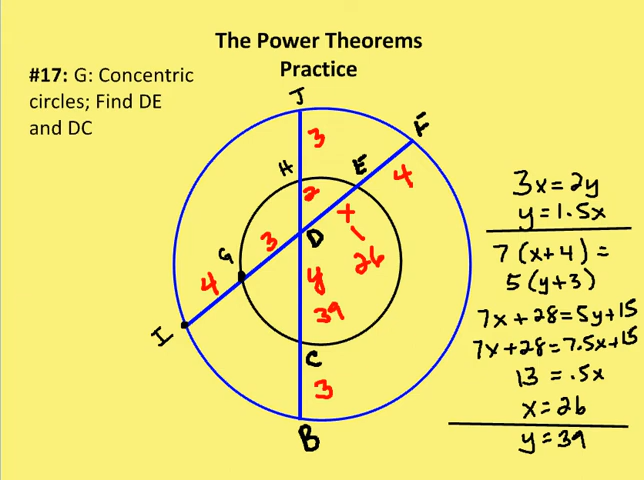 The Power Theorems
Practice
#17: G: Concentric
circles; Find DE
and DC
J
3
F
H
E
4
2
x
3
D
26
G
y
4
39
I
C
3
B
3x=2y
y=1.5x
7(x+4)=
5(y+3)
7x+28=5y+15
7x+28=7.5x+15
13=.5x
x=26
y=39